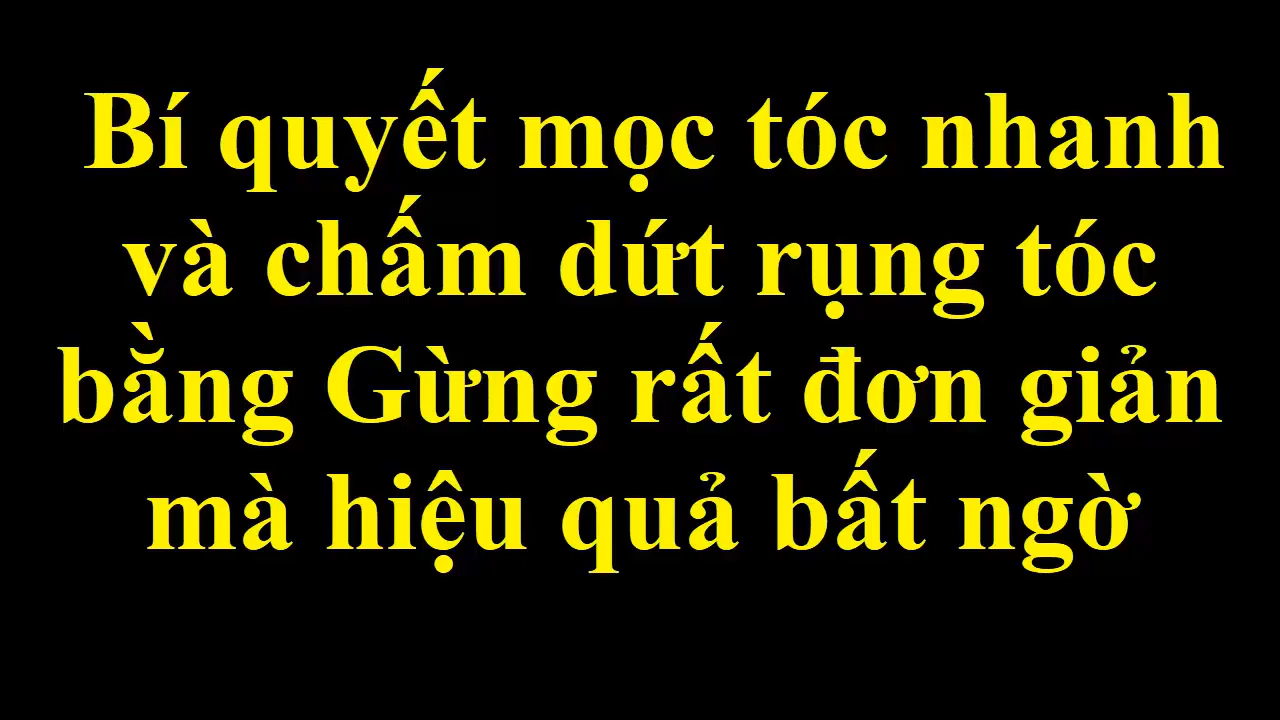 Bí quyết mọc tóc nhanh
và chấm dứt rụng tóc
bằng Gừng rất đơn giản
mà hiệu quả bất ngờ